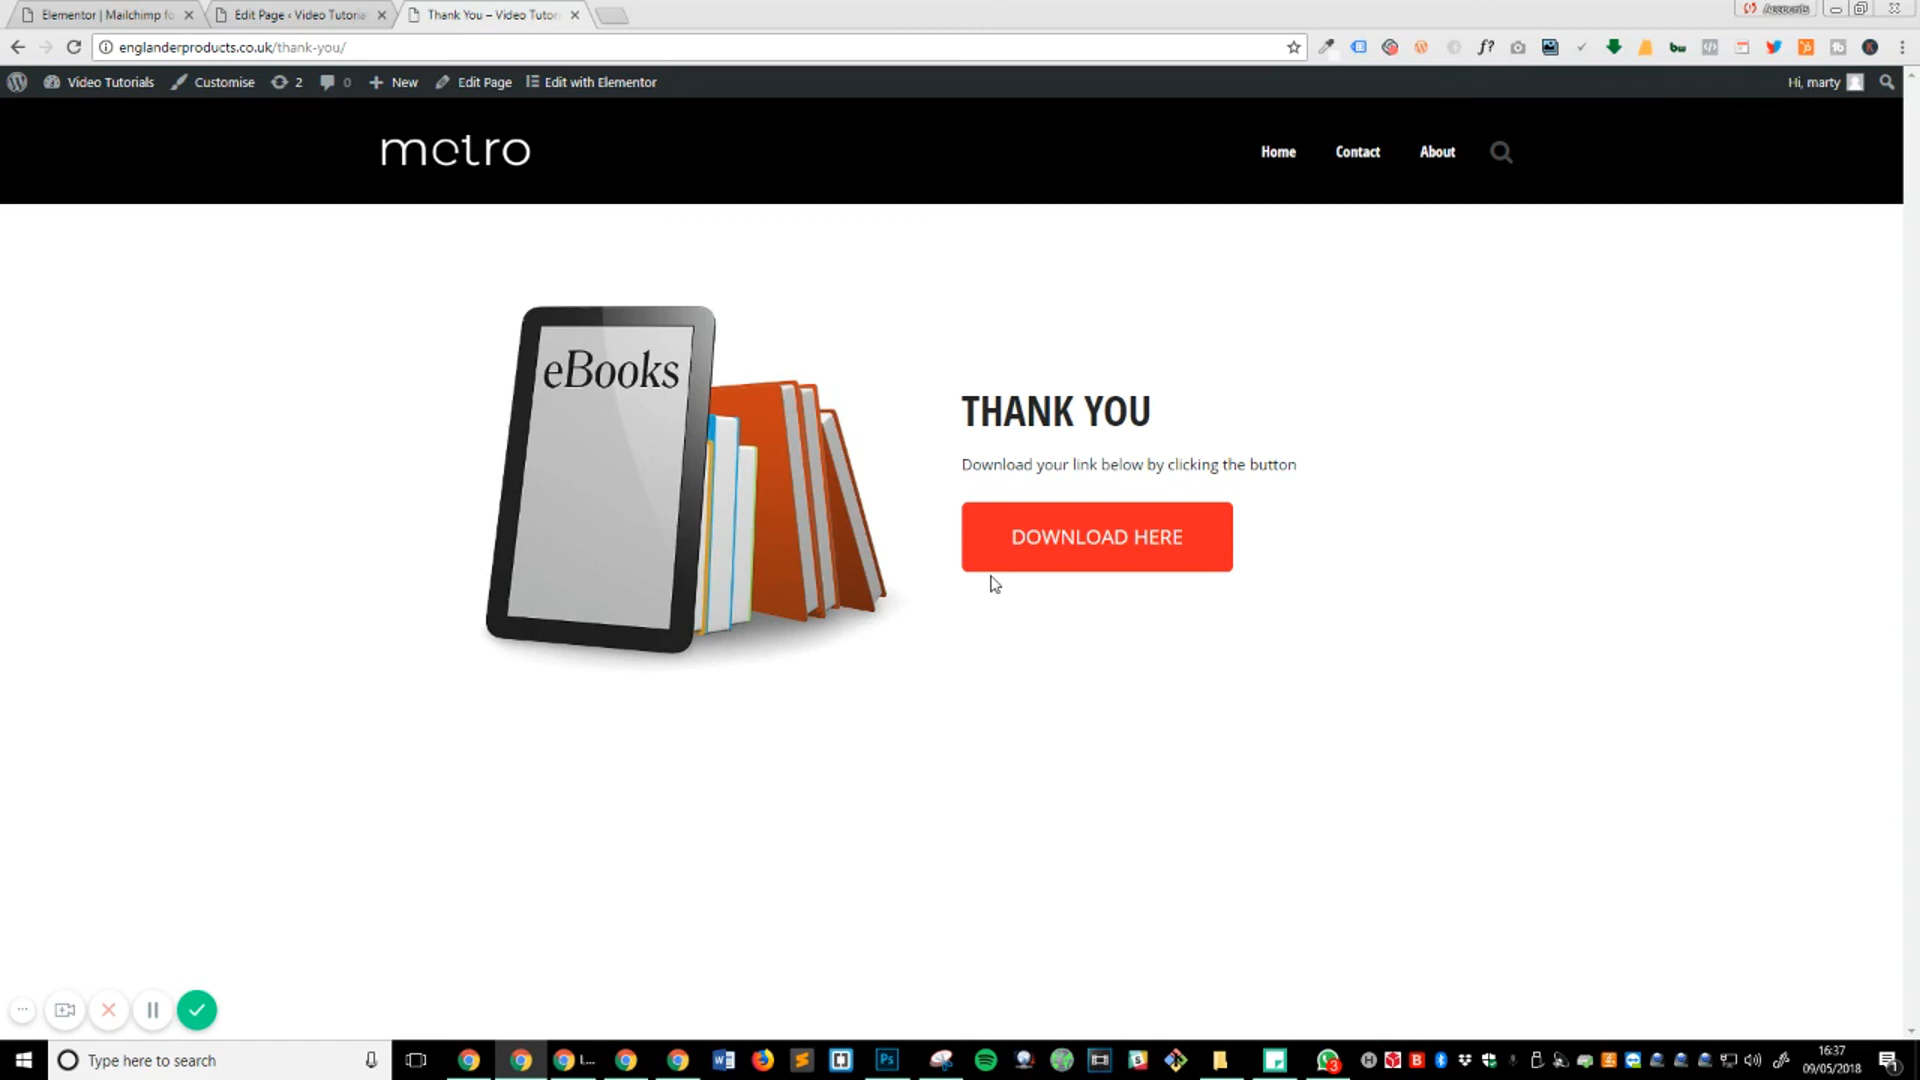 Elementor | Mailchimp fo
Edit Page ‹ Video Tutoria
Thank You – Video Tutor
Accounts
englanderproducts.co.uk/thank-you/
Video Tutorials
Customise
2
0
New
Edit Page
Edit with Elementor
Hi, marty
metro
Home
Contact
About
eBooks
THANK YOU
Download your link below by clicking the button
DOWNLOAD HERE
Type here to search
16:37
09/05/2018